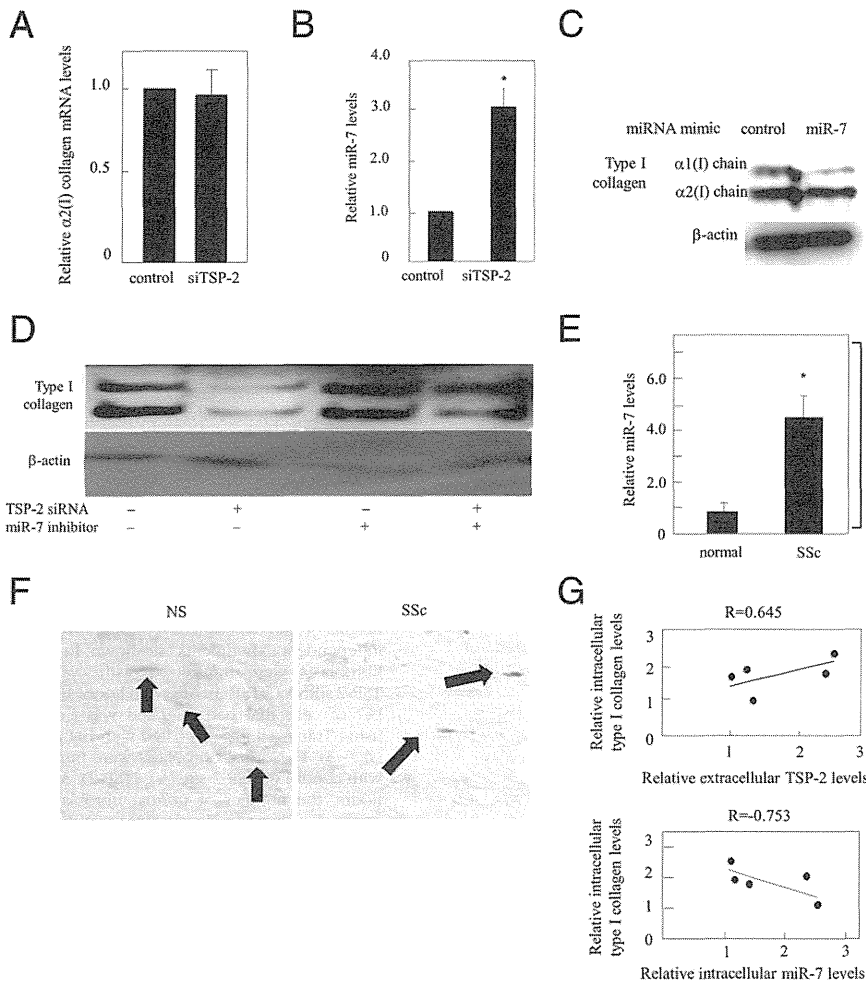 A
Relative α2(I) collagen mRNA levels
1.0
0.5
0
control siTSP-2
B
Relative miR-7 levels
4.0
3.0
2.0
1.0
0
control siTSP-2
C
miRNA mimic control miR-7
Type I
collagen
α1(I) chain
α2(I) chain
β-actin
D
Type I
collagen
β-actin
TSP-2 siRNA – + – +
miR-7 inhibitor – – + +
E
Relative miR-7 levels
6.0
4.0
2.0
0
*
normal SSc
F
NS SSc
G
R=0.645
Relative intracellular
type I collagen levels
3
2
1
0
1 2 3
Relative extracellular TSP-2 levels
R=-0.753
Relative intracellular
type I collagen levels
3
2
1
0
1 2 3
Relative intracellular miR-7 levels